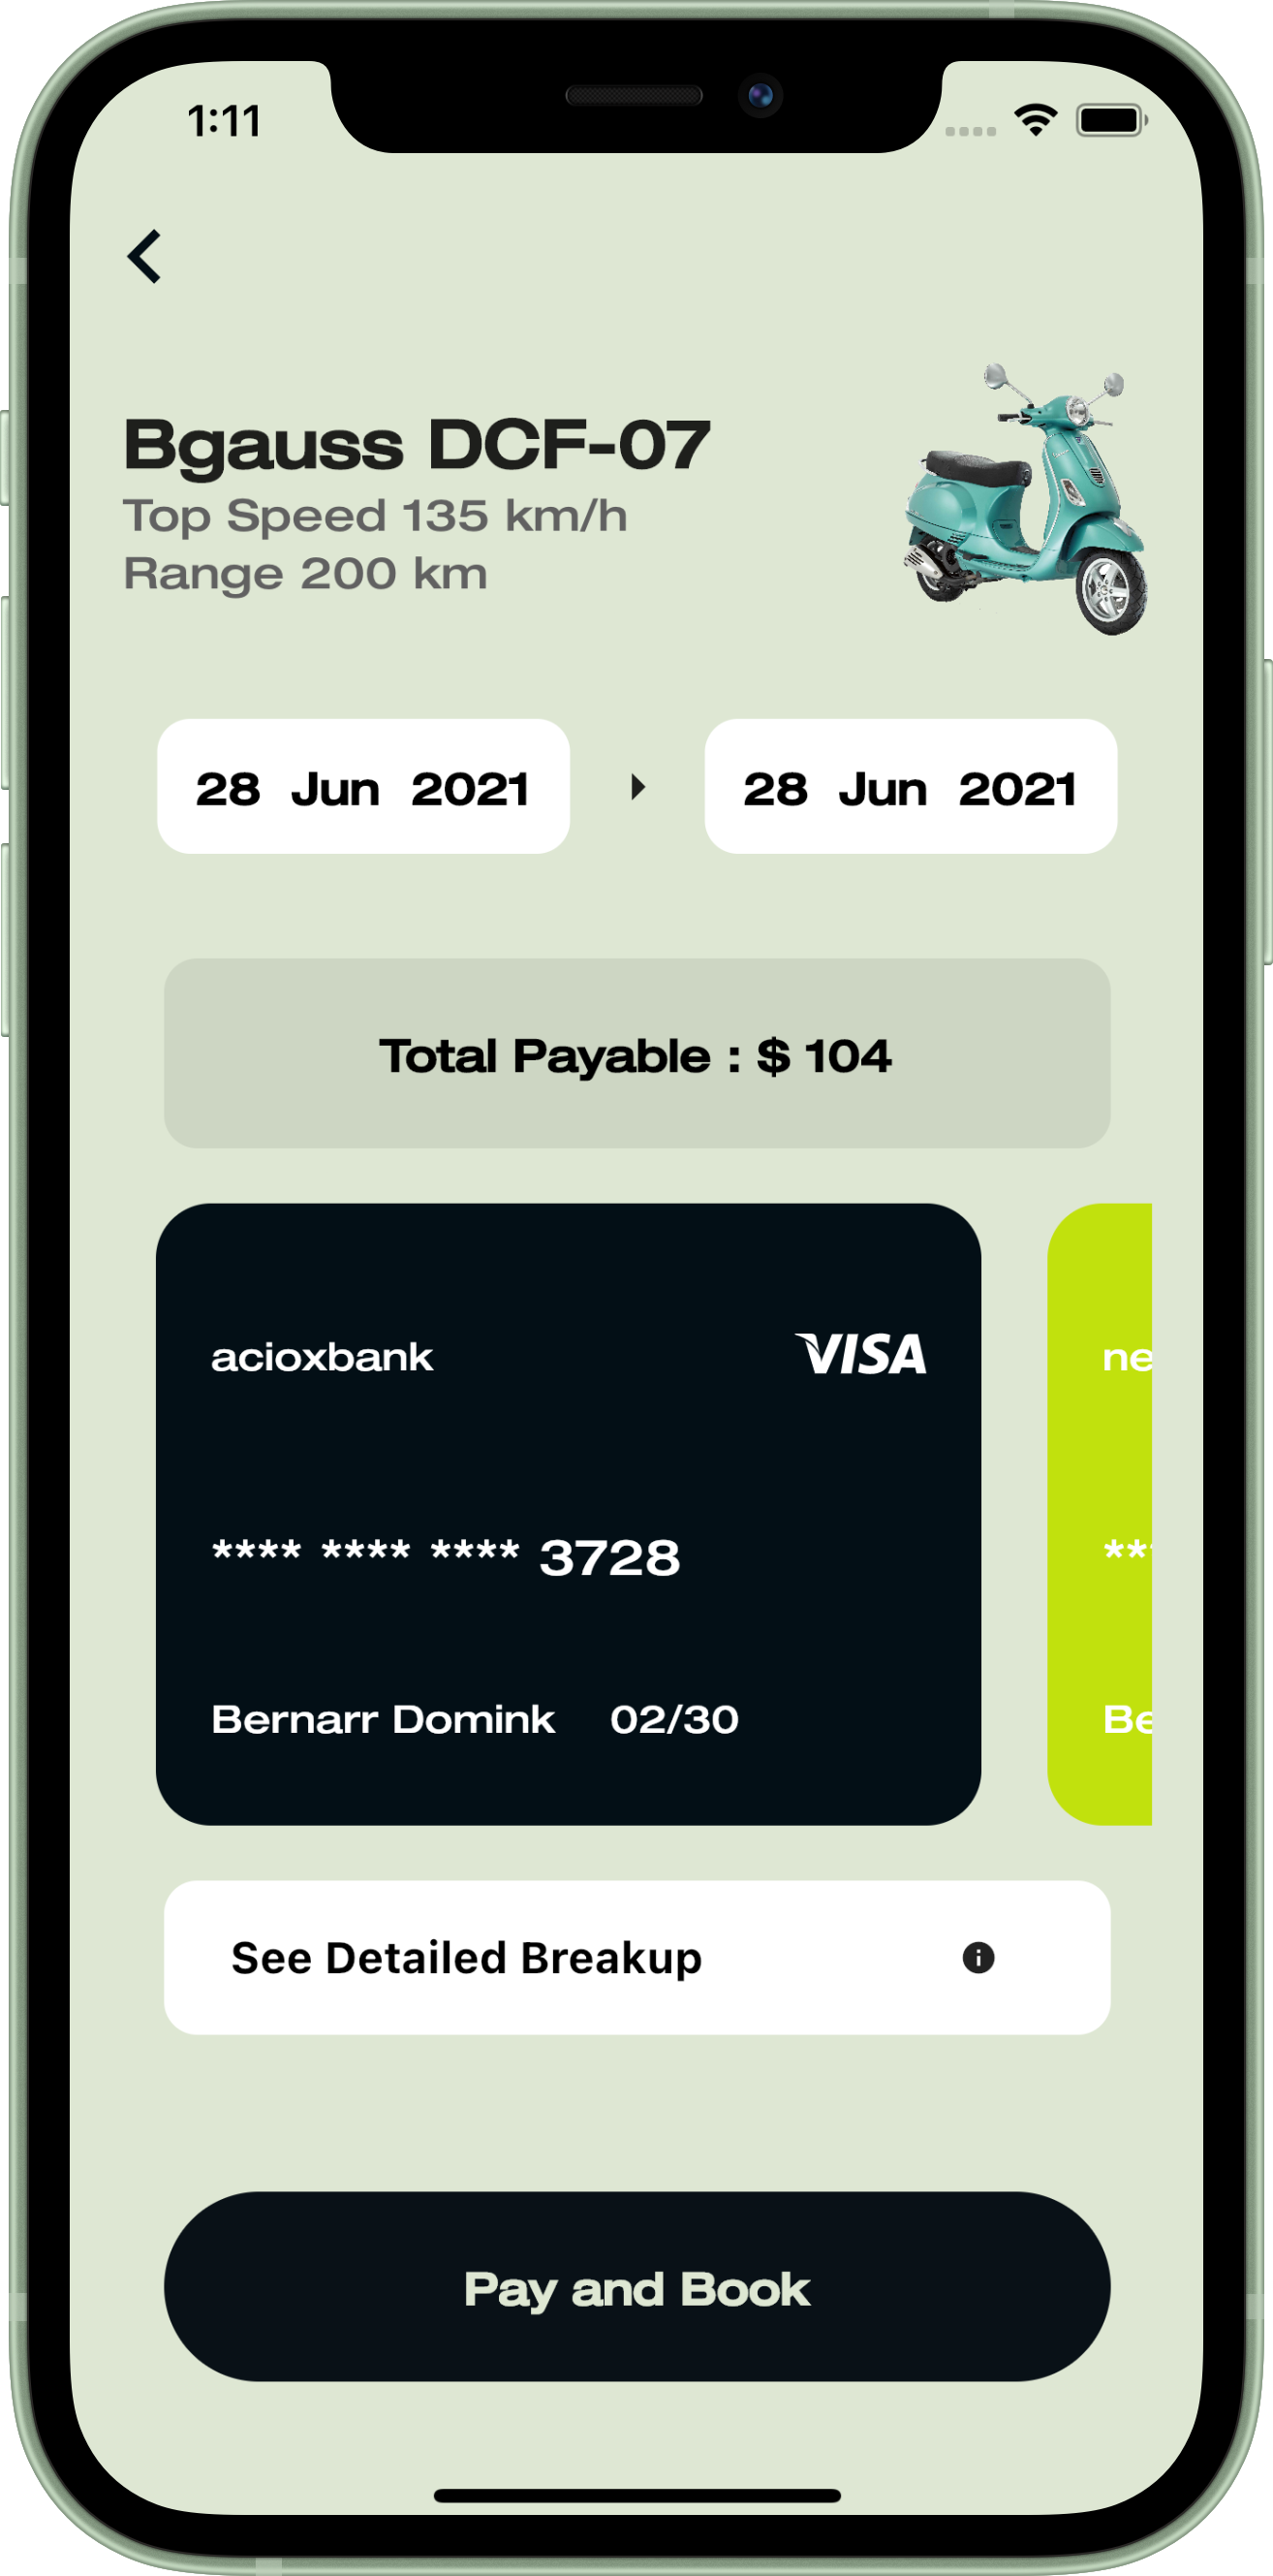 1:11
Bgauss DCF-07
Top Speed 135 km/h
Range 200 km
28 Jun 2021
28 Jun 2021
Total Payable : $ 104
acioxbank
VISA
ne
**** **** **** 3728
**
Bernarr Domink 02/30
Be
See Detailed Breakup
Pay and Book